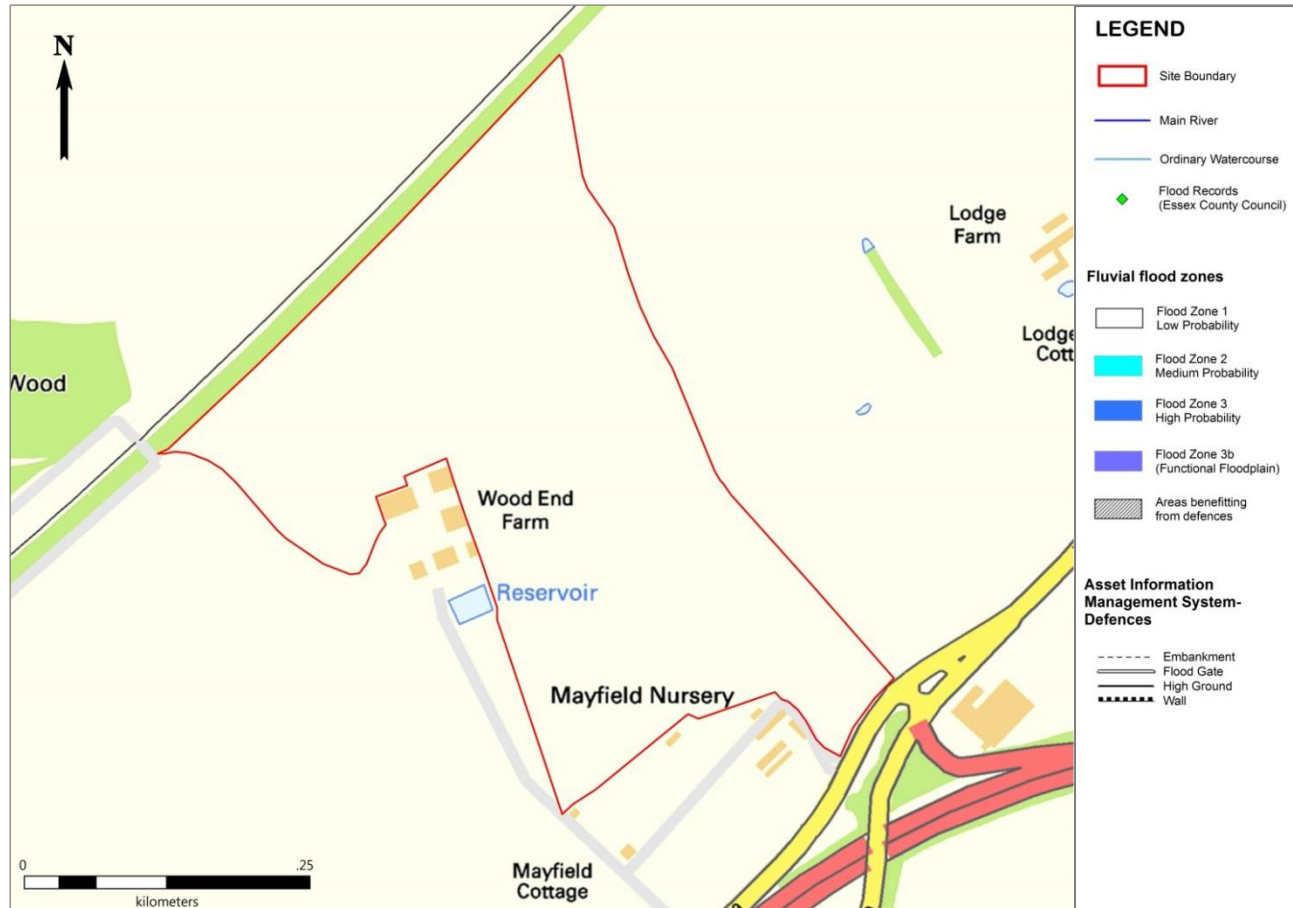 N
Lodge
Farm
Lodge
Cott
Wood
Wood End
Farm
Reservoir
Mayfield Nursery
Mayfield
Cottage
0
.25
kilometers
LEGEND
Site Boundary
Main River
Ordinary Watercourse
Flood Records
(Essex County Council)
Fluvial flood zones
Flood Zone 1
Low Probability
Flood Zone 2
Medium Probability
Flood Zone 3
High Probability
Flood Zone 3b
(Functional Floodplain)
Areas benefitting
from defences
Asset Information
Management System-
Defences
Embankment
Flood Gate
High Ground
Wall